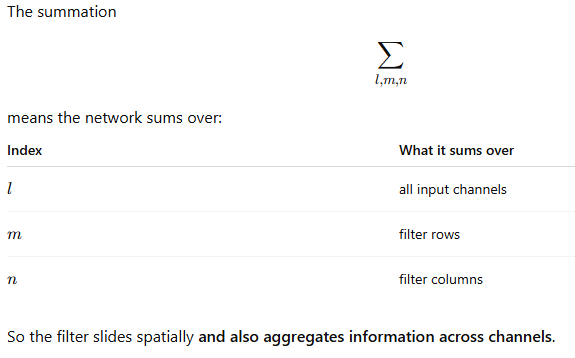 The summation
∑
l,m,n
means the network sums over:
Index What it sums over
l all input channels
m filter rows
n filter columns
So the filter slides spatially and also aggregates information across channels.